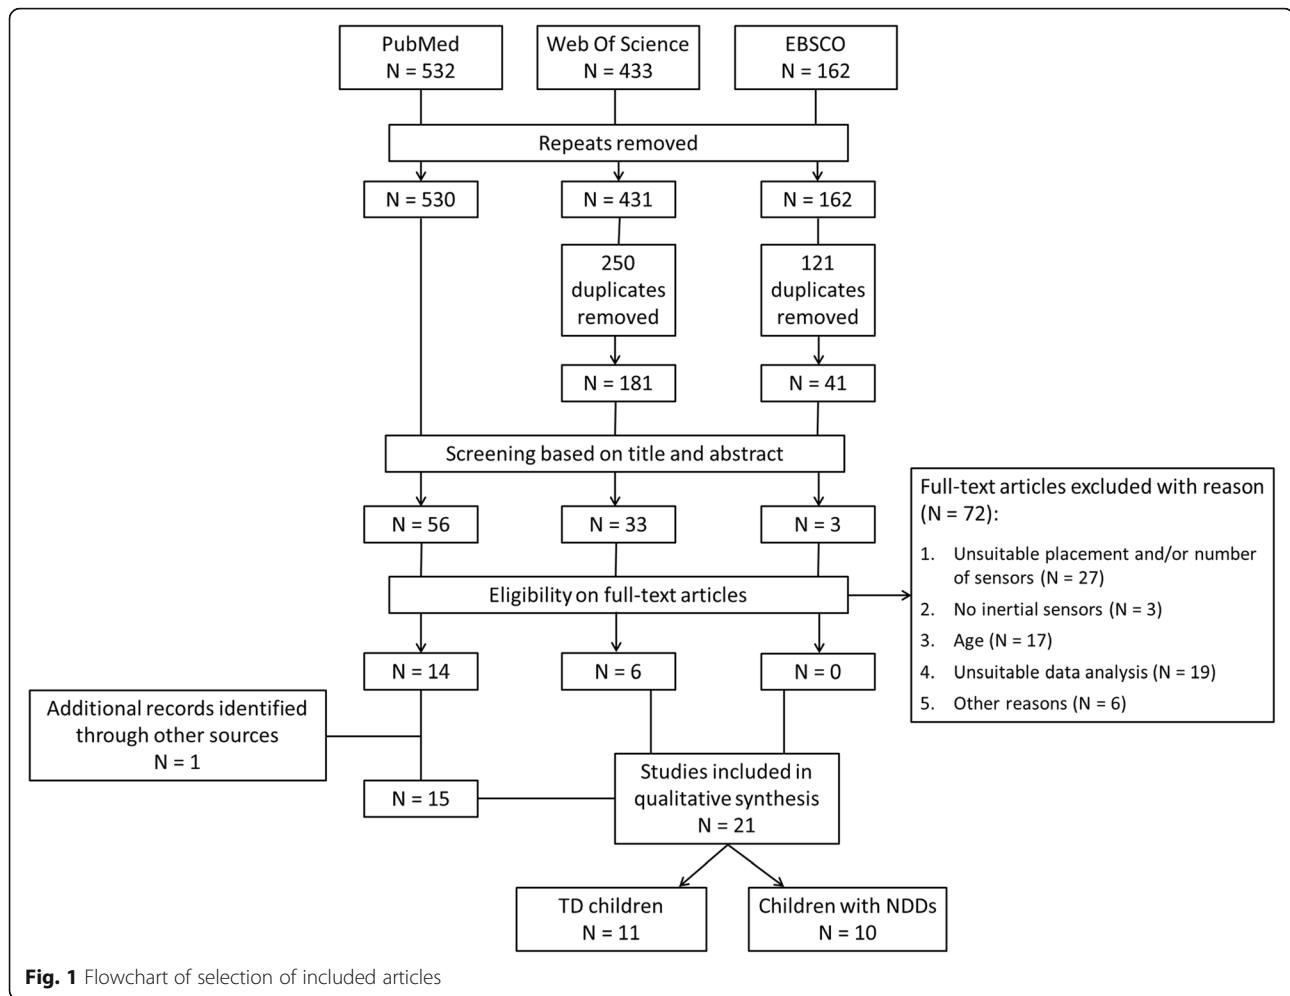 PubMed
N = 532
Web Of Science
N = 433
EBSCO
N = 162
Repeats removed
N = 530
N = 431
N = 162
250
duplicates
removed
121
duplicates
removed
N = 181
N = 41
Screening based on title and abstract
N = 56
N = 33
N = 3
Eligibility on full-text articles
Full-text articles excluded with reason
(N = 72):
1. Unsuitable placement and/or number
of sensors (N = 27)
2. No inertial sensors (N = 3)
3. Age (N = 17)
4. Unsuitable data analysis (N = 19)
5. Other reasons (N = 6)
N = 14
N = 6
N = 0
Additional records identified
through other sources
N = 1
N = 15
Studies included in
qualitative synthesis
N = 21
TD children
N = 11
Children with NDDs
N = 10
Fig. 1 Flowchart of selection of included articles